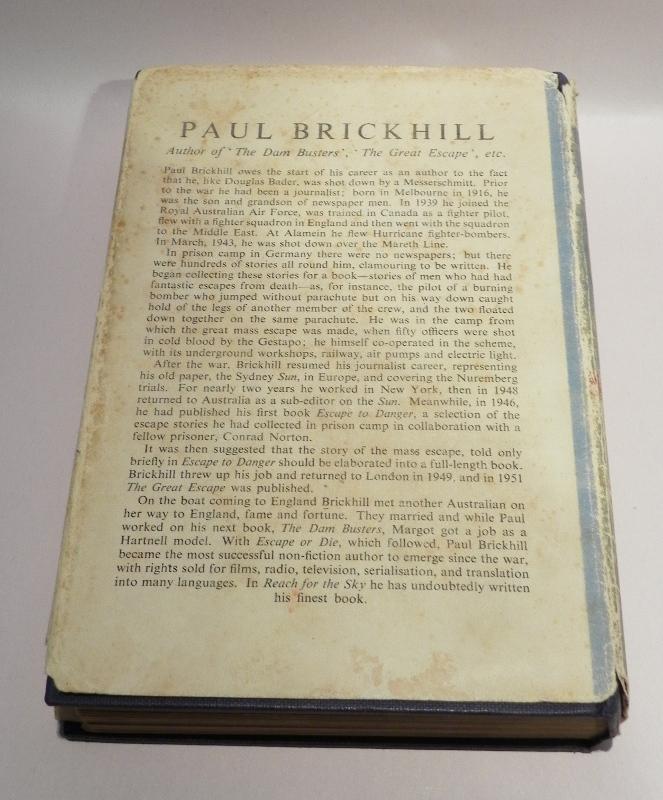 PAUL BRICKHILL
Author of 'The Dam Busters', 'The Great Escape', etc.
Paul Brickhill owes the start of his career as an author to the fact
that he, like Douglas Bader, was shot down by a Messerschmitt. Prior
to the war he had been a journalist; born in Melbourne in 1916, he
was the son and grandson of newspaper men. In 1939 he joined the
Royal Australian Air Force, was trained in Canada as a fighter pilot,
flew with a fighter squadron in England and then went with the squadron
to the Middle East. At Alamein he flew Hurricane fighter-bombers.
In March, 1943, he was shot down over the Mareth Line.
In prison camp in Germany there were no newspapers; but there
were hundreds of stories all round him, clamouring to be written. He
began collecting these stories for a book—stories of men who had had
fantastic escapes from death—as, for instance, the pilot of a burning
bomber who jumped without parachute but on his way down caught
hold of the legs of another member of the crew, and the two floated
down together on the same parachute. He was in the camp from
which the great mass escape was made, when fifty officers were shot
in cold blood by the Gestapo; he himself co-operated in the scheme,
with its underground workshops, railway, air pumps and electric light.
After the war, Brickhill resumed his journalist career, representing
his old paper, the Sydney Sun, in Europe, and covering the Nuremberg
trials. For nearly two years he worked in New York, then in 1948
returned to Australia as a sub-editor on the Sun. Meanwhile, in 1946,
he had published his first book Escape to Danger, a selection of the
escape stories he had collected in prison camp in collaboration with a
fellow prisoner, Conrad Norton.
It was then suggested that the story of the mass escape, told only
briefly in Escape to Danger should be elaborated into a full-length book.
Brickhill threw up his job and returned to London in 1949, and in 1951
The Great Escape was published.
On the boat coming to England Brickhill met another Australian on
her way to England, fame and fortune. They married and while Paul
worked on his next book, The Dam Busters, Margot got a job as a
Hartnell model. With Escape or Die, which followed, Paul Brickhill
became the most successful non-fiction author to emerge since the war,
with rights sold for films, radio, television, serialisation, and translation
into many languages. In Reach for the Sky he has undoubtedly written
his finest book.